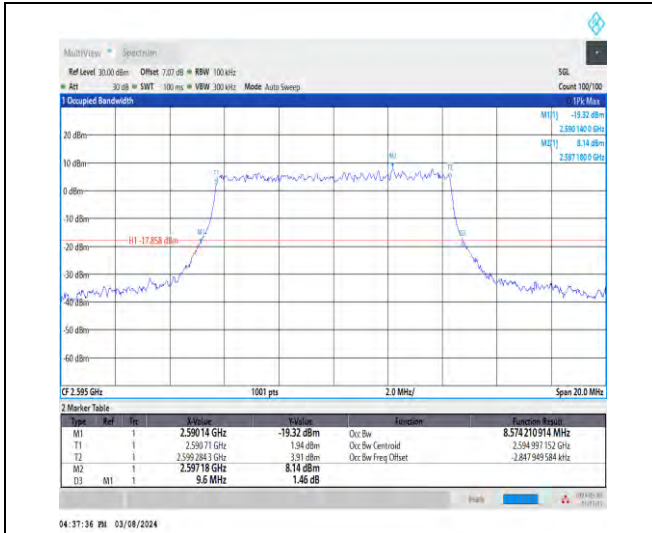 MultiView Spectrum
Ref Level 30.00 dBm Offset 7.07 dB RBW 100 kHz SGL
Att 30 dB SWT 100 ms VBW 300 kHz Mode Auto Sweep Count 100/100
1 Occupied Bandwidth 1Pk Max
M1[1] -19.32 dBm
2.590 140 0 GHz
M2[1] 8.14 dBm
2.597 180 0 GHz
20 dBm
10 dBm
0 dBm
-10 dBm
-30 dBm
-40 dBm
-50 dBm
-60 dBm
H1 -17.858 dBm
M2
T1
T2
M1
D3
CF 2.595 GHz 1001 pts 2.0 MHz/ Span 20.0 MHz
2 Marker Table
Type Ref Trc X-Value Y-Value Function Function Result
M1 1 2.59014 GHz -19.32 dBm Occ Bw 8.574 210 914 MHz
T1 1 2.590 71 GHz 1.94 dBm Occ Bw Centroid 2.594 997 152 GHz
T2 1 2.599 284 3 GHz 3.91 dBm Occ Bw Freq Offset -2.847 949 584 kHz
M2 1 2.597 18 GHz 8.14 dBm
D3 M1 1 9.6 MHz 1.46 dB
04:37:36 PM 03/08/2024